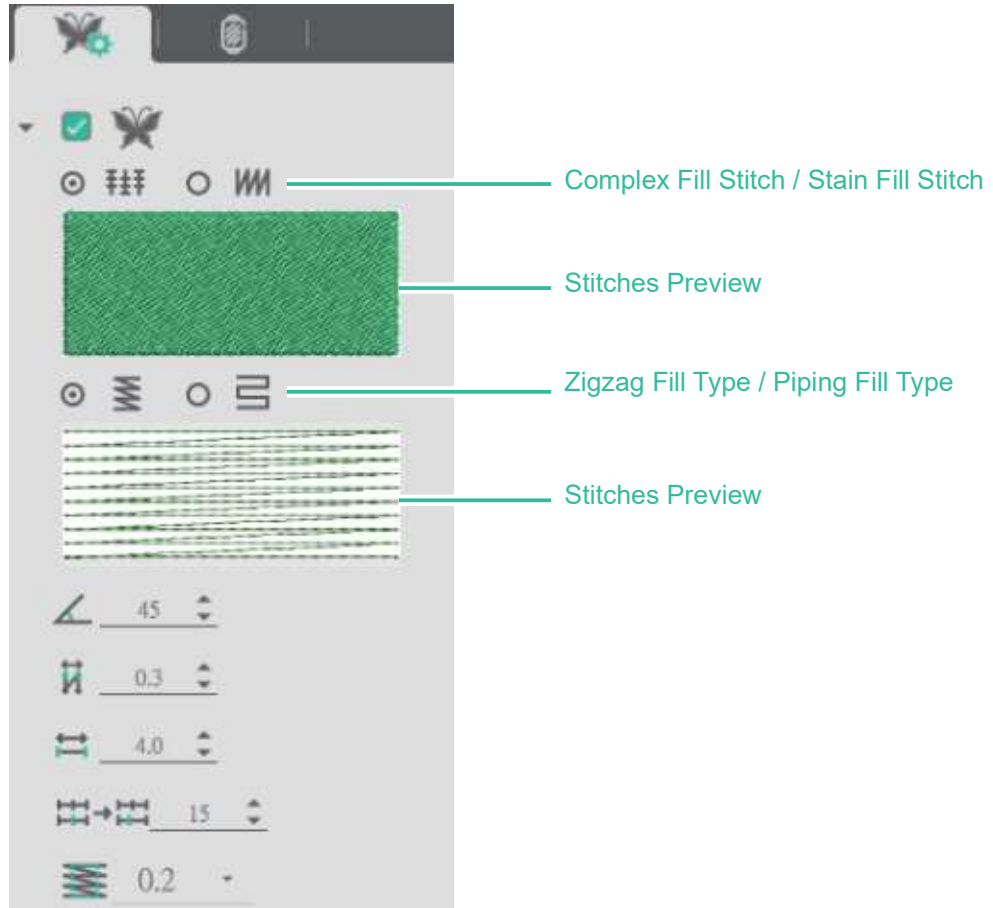 Complex Fill Stitch / Stain Fill Stitch
Stitches Preview
Zigzag Fill Type / Piping Fill Type
Stitches Preview
45
0.3
4.0
15
0.2